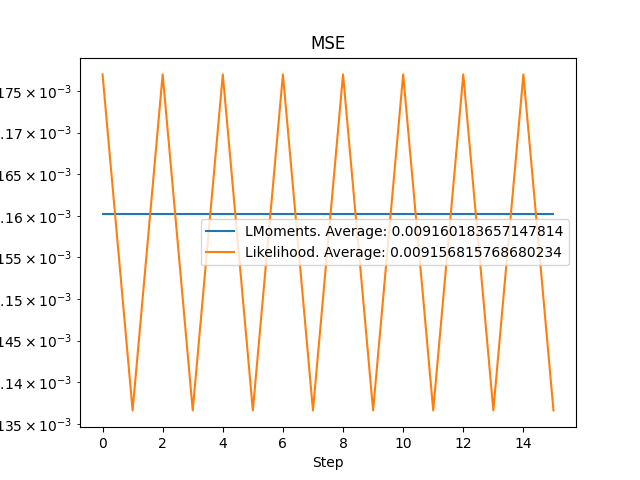 MSE
175 × 10⁻³
.17 × 10⁻³
165 × 10⁻³
.16 × 10⁻³
155 × 10⁻³
.15 × 10⁻³
145 × 10⁻³
.14 × 10⁻³
135 × 10⁻³
LMoments. Average: 0.009160183657147814
Likelihood. Average: 0.009156815768680234
0 2 4 6 8 10 12 14
Step